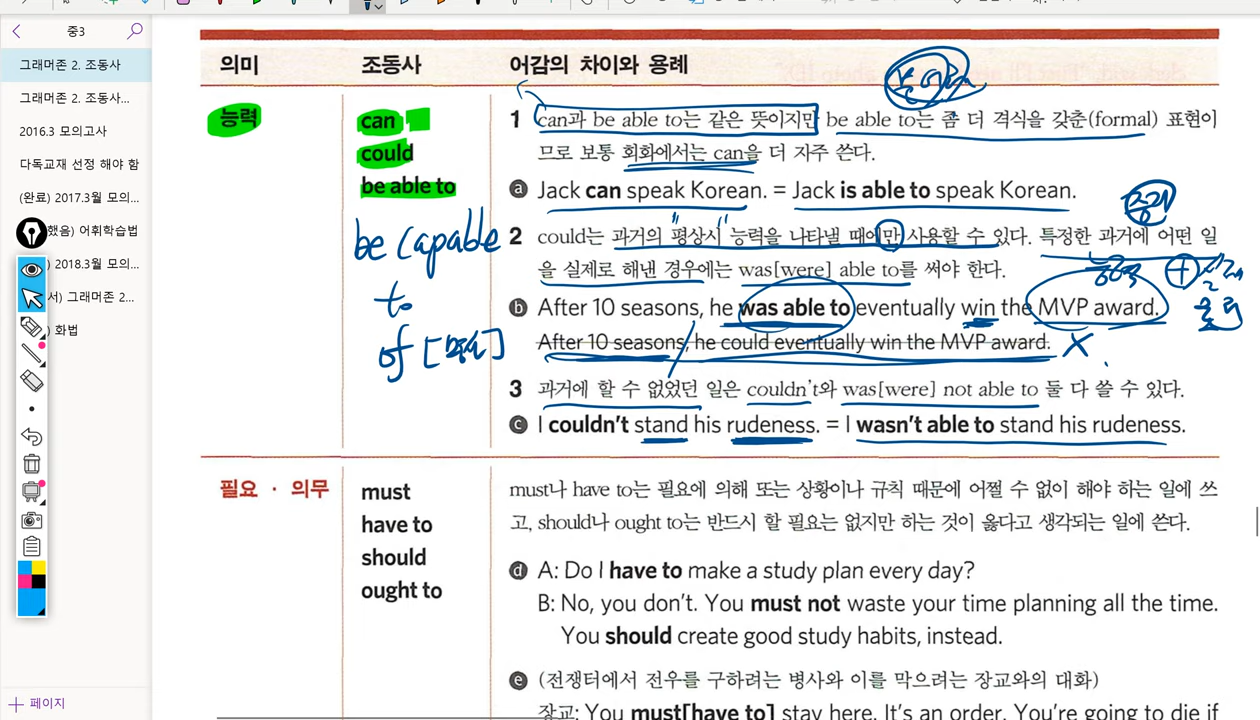 중3
그래머존 2. 조동사
그래머존 2. 조동사...
2016.3 모의고사
다독교재 선정 해야 함
(완료) 2017.3월 모의...
했음) 어휘학습법
) 2018.3월 모의...
서) 그래머존 2...
) 화법
페이지
의미 조동사 어감의 차이와 용례
능력
can
could
be able to
be capable
to
of [명사]
1 can과 be able to는 같은 뜻이지만 be able to는 좀 더 격식을 갖춘(formal) 표현이
므로 보통 회화에서는 can을 더 자주 쓴다.
ⓐ Jack can speak Korean. = Jack is able to speak Korean.
2 could는 과거의 평상시 능력을 나타낼 때에만 사용할 수 있다. 특정한 과거에 어떤 일
을 실제로 해낸 경우에는 was[were] able to를 써야 한다.
ⓑ After 10 seasons, he was able to eventually win the MVP award.
After 10 seasons, he could eventually win the MVP award. X
3 과거에 할 수 없었던 일은 couldn't와 was[were] not able to 둘 다 쓸 수 있다.
ⓒ I couldn't stand his rudeness. = I wasn't able to stand his rudeness.
필요 · 의무
must
have to
should
ought to
must나 have to는 필요에 의해 또는 상황이나 규칙 때문에 어쩔 수 없이 해야 하는 일에 쓰
고, should나 ought to는 반드시 할 필요는 없지만 하는 것이 옳다고 생각되는 일에 쓴다.
ⓓ A: Do I have to make a study plan every day?
B: No, you don't. You must not waste your time planning all the time.
You should create good study habits, instead.
ⓔ (전쟁터에서 전우를 구하려는 병사와 이를 막으려는 장교와의 대화)
장교: You must[have to] stay here. It's an order. You're going to die if